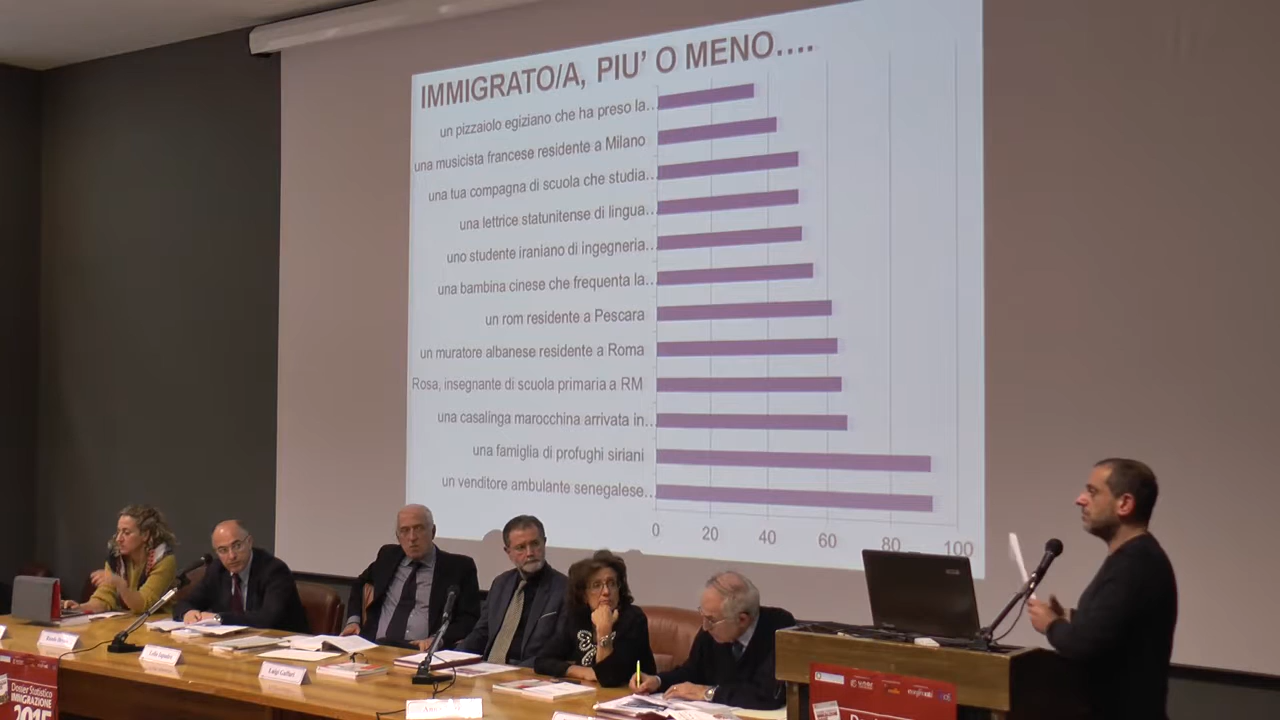 IMMIGRATO/A, PIU' O MENO....
un pizzaiolo egiziano che ha preso la...
una musicista francese residente a Milano
una tua compagna di scuola che studia...
una lettrice statunitense di lingua...
uno studente iraniano di ingegneria...
una bambina cinese che frequenta la...
un rom residente a Pescara
un muratore albanese residente a Roma
Rosa, insegnante di scuola primaria a RM
una casalinga marocchina arrivata in...
una famiglia di profughi siriani
un venditore ambulante senegalese...
0 20 40 60 80 100
Dossier Statistico
IMMIGRAZIONE
2015